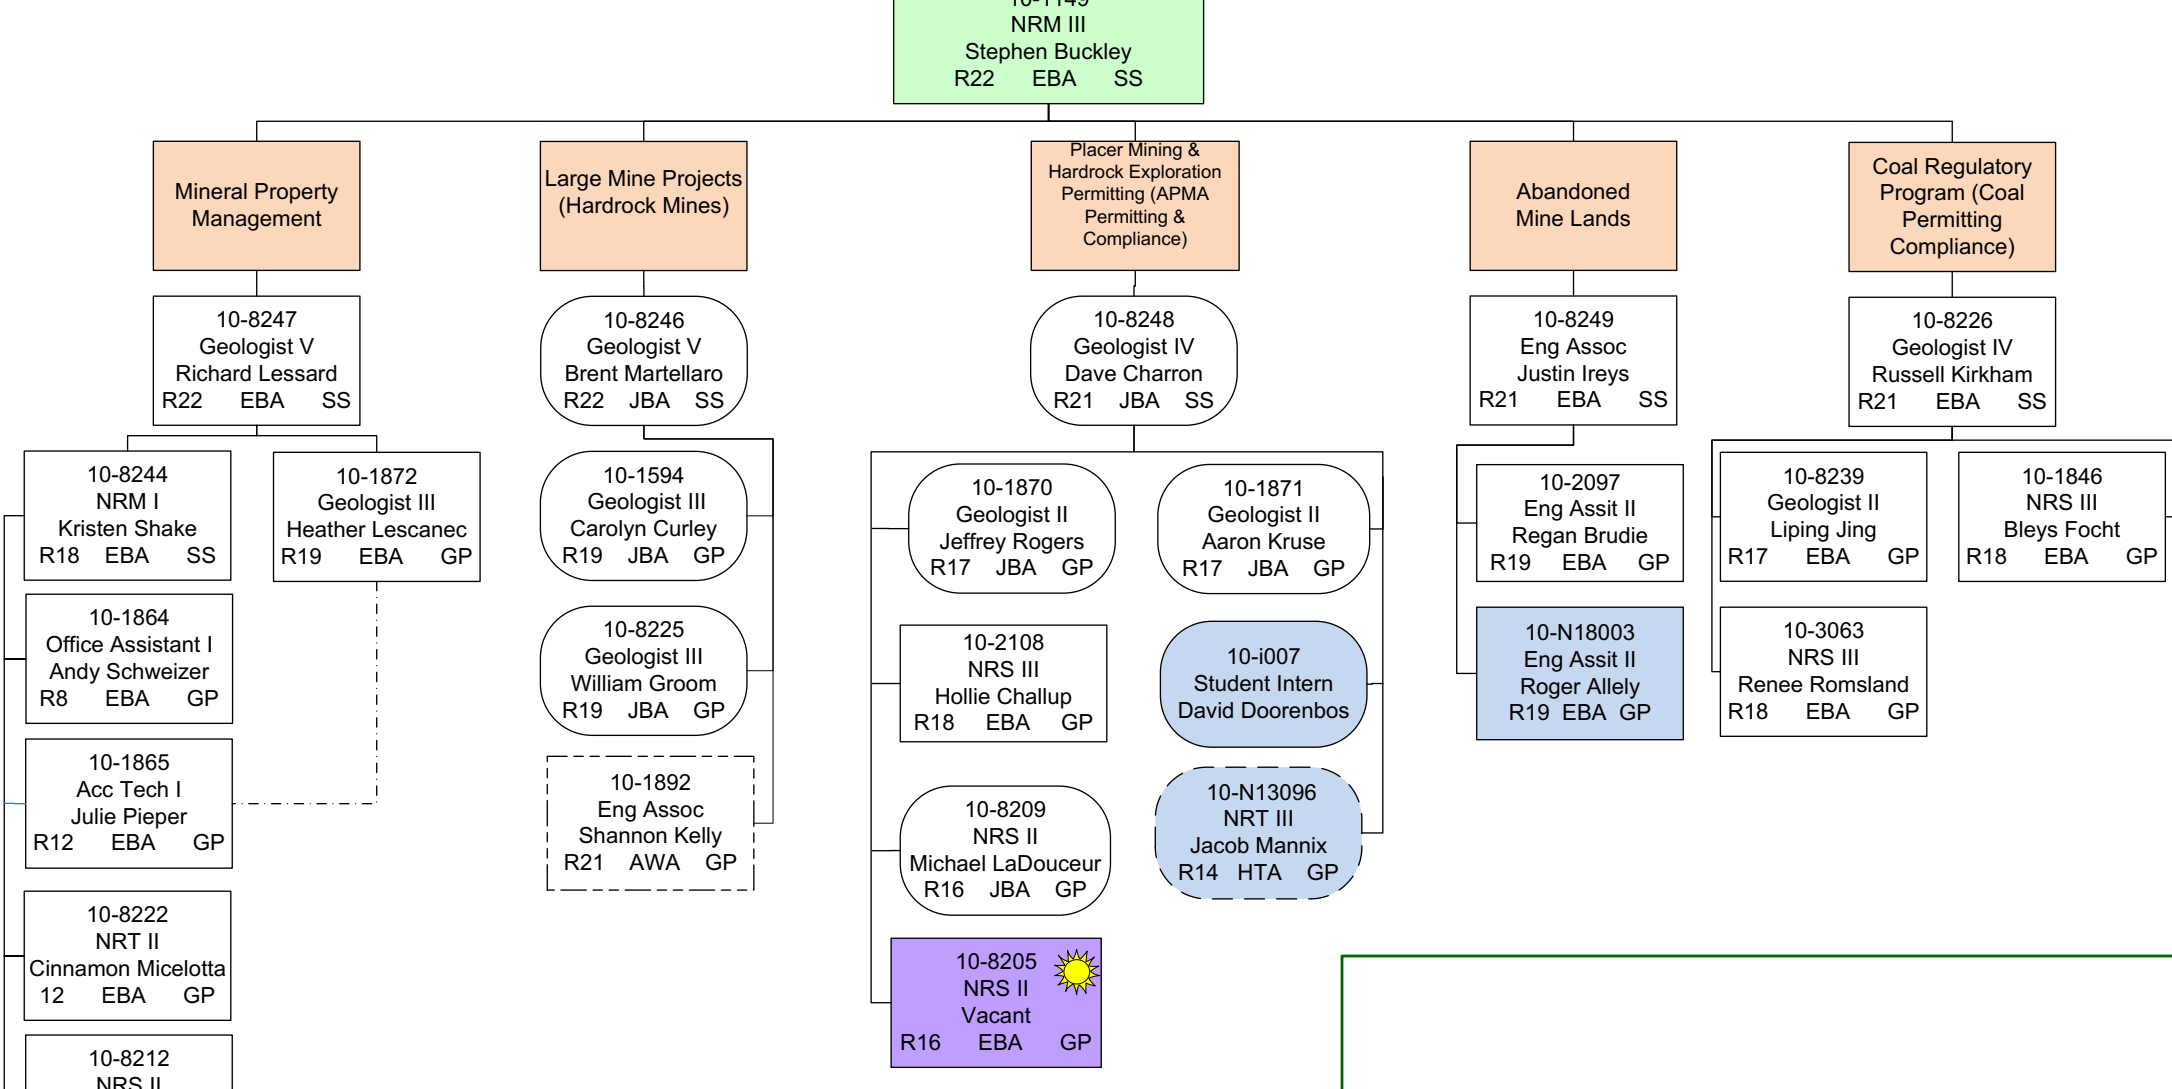 10-1149
NRM III
Stephen Buckley
R22 EBA SS
Mineral Property
Management
Large Mine Projects
(Hardrock Mines)
Placer Mining &
Hardrock Exploration
Permitting (APMA
Permitting &
Compliance)
Abandoned
Mine Lands
Coal Regulatory
Program (Coal
Permitting
Compliance)
10-8247
Geologist V
Richard Lessard
R22 EBA SS
10-8246
Geologist V
Brent Martellaro
R22 JBA SS
10-8248
Geologist IV
Dave Charron
R21 JBA SS
10-8249
Eng Assoc
Justin Ireys
R21 EBA SS
10-8226
Geologist IV
Russell Kirkham
R21 EBA SS
10-8244
NRM I
Kristen Shake
R18 EBA SS
10-1872
Geologist III
Heather Lescanec
R19 EBA GP
10-1594
Geologist III
Carolyn Curley
R19 JBA GP
10-1870
Geologist II
Jeffrey Rogers
R17 JBA GP
10-1871
Geologist II
Aaron Kruse
R17 JBA GP
10-2097
Eng Assit II
Regan Brudie
R19 EBA GP
10-8239
Geologist II
Liping Jing
R17 EBA GP
10-1846
NRS III
Bleys Focht
R18 EBA GP
10-1864
Office Assistant I
Andy Schweizer
R8 EBA GP
10-8225
Geologist III
William Groom
R19 JBA GP
10-2108
NRS III
Hollie Challup
R18 EBA GP
10-i007
Student Intern
David Doorenbos
10-N18003
Eng Assit II
Roger Allely
R19 EBA GP
10-3063
NRS III
Renee Romsland
R18 EBA GP
10-1865
Acc Tech I
Julie Pieper
R12 EBA GP
10-1892
Eng Assoc
Shannon Kelly
R21 AWA GP
10-8209
NRS II
Michael LaDouceur
R16 JBA GP
10-N13096
NRT III
Jacob Mannix
R14 HTA GP
10-8222
NRT II
Cinnamon Micelotta
12 EBA GP
10-8205
NRS II
Vacant
R16 EBA GP
10-8212
NRS II